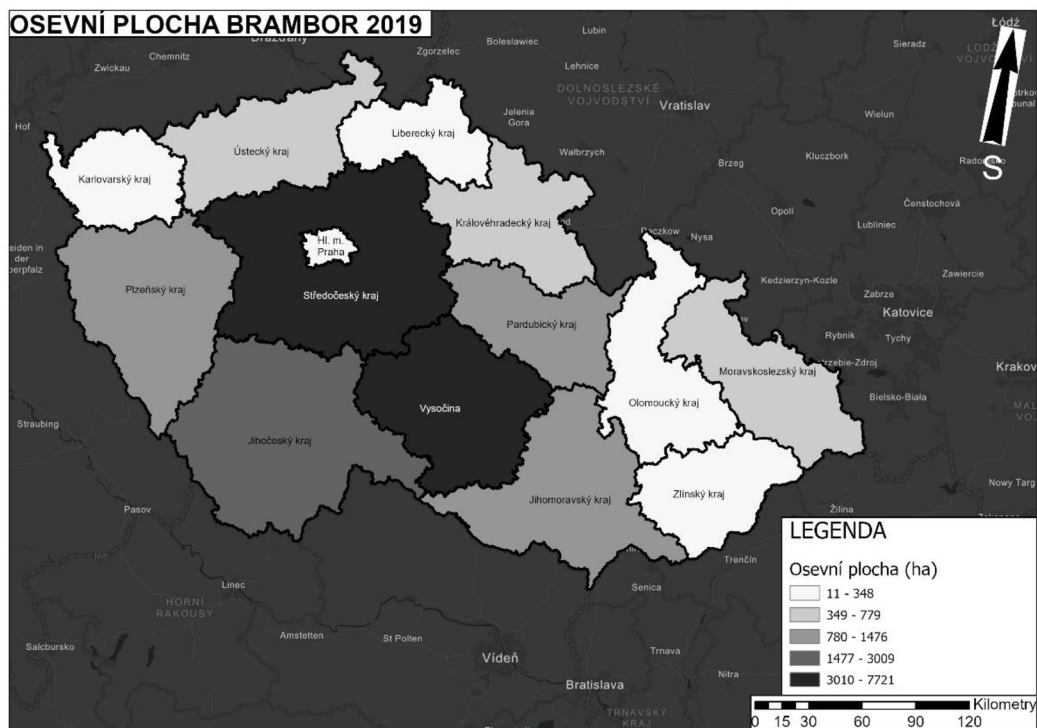 OSEVNÍ PLOCHA BRAMBOR 2019
Drážďany
Chemnitz
Zwickau
Hof
Zgorzelec
Boleslawiec
Lubin
Lehnice
DOLNOSLEZSKÉ
VOJVODSTVÍ
Jelenia
Gora
Walbrzych
Vratislav
Brzeg
Opolí
Kluczbork
Lubliniec
Čenstochová
Zawiercie
Wielun
Sieradz
Łódź
Radomsko
S
Karlovarský kraj
Ústecký kraj
Liberecký kraj
Královéhradecký kraj
Hl. m.
Praha
Středočeský kraj
Plzeňský kraj
Pardubický kraj
Vysočina
Jihočeský kraj
Jihomoravský kraj
Olomoucký kraj
Moravskoslezský kraj
Zlínský kraj
Paczkow
Nysa
Kedzierzyn-Kozle
Zabrze
Katovice
Rybnik
Tychy
Bielsko-Biała
Krakov
Nowy Targ
Žilina
Trenčín
Senica
Trnava
Nitra
Bratislava
TRNAVSKÝ
KRAJ
Vídeň
St Polten
Amstetten
Linec
HORNÍ
RAKOUSY
Salcbursko
Pasov
Straubing
LEGENDA
Osevní plocha (ha)
11 - 348
349 - 779
780 - 1476
1477 - 3009
3010 - 7721
Kilometry
0 15 30 60 90 120